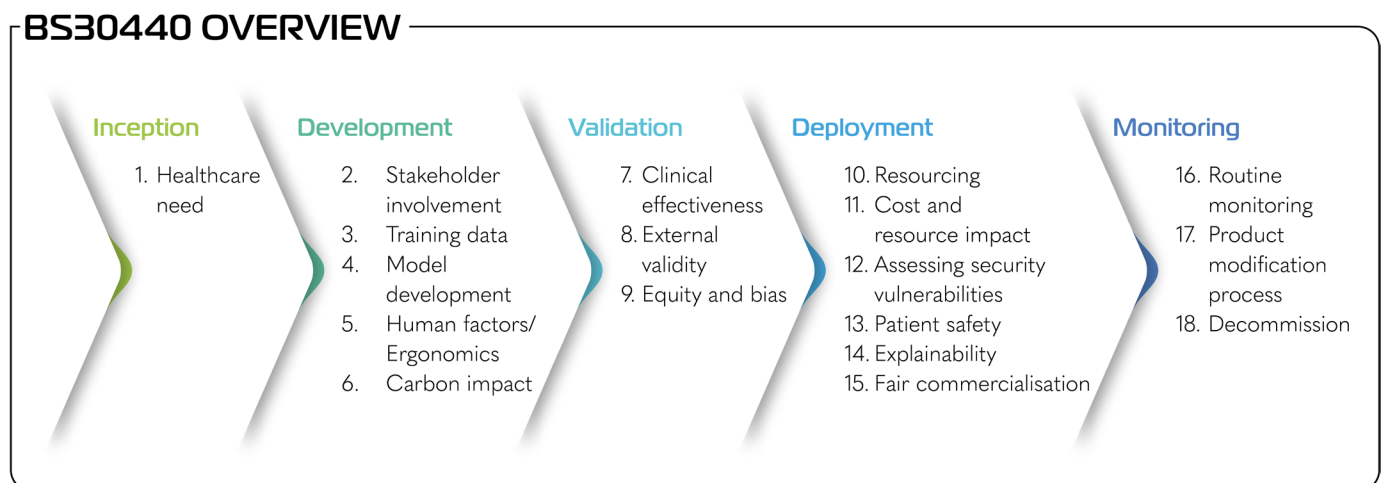 BS30440 OVERVIEW
Inception
1. Healthcare
need
Development
2. Stakeholder
involvement
3. Training data
4. Model
development
5. Human factors/
Ergonomics
6. Carbon impact
Validation
7. Clinical
effectiveness
8. External
validity
9. Equity and bias
Deployment
10. Resourcing
11. Cost and
resource impact
12. Assessing security
vulnerabilities
13. Patient safety
14. Explainability
15. Fair commercialisation
Monitoring
16. Routine
monitoring
17. Product
modification
process
18. Decommission